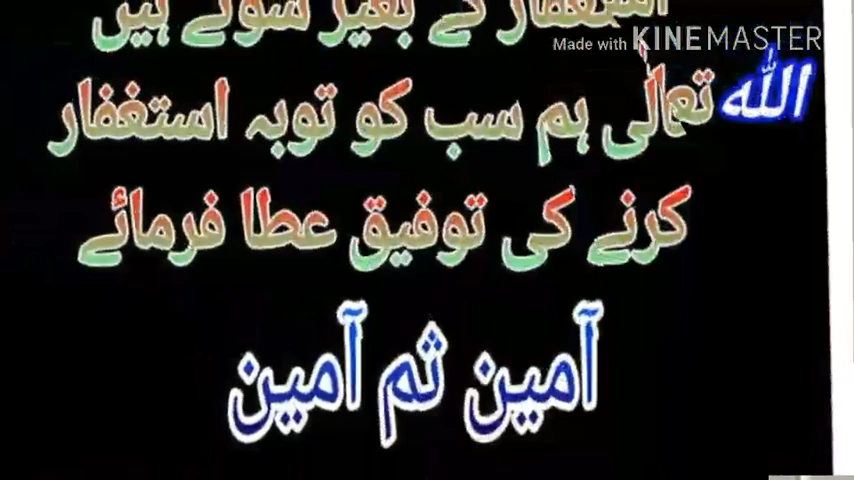 استغفار کے بغیر سوتے ہیں
Made with KINEMASTER
اللہ تعالٰی ہم سب کو توبہ استغفار
کرنے کی توفیق عطا فرمائے
آمین ثم آمین